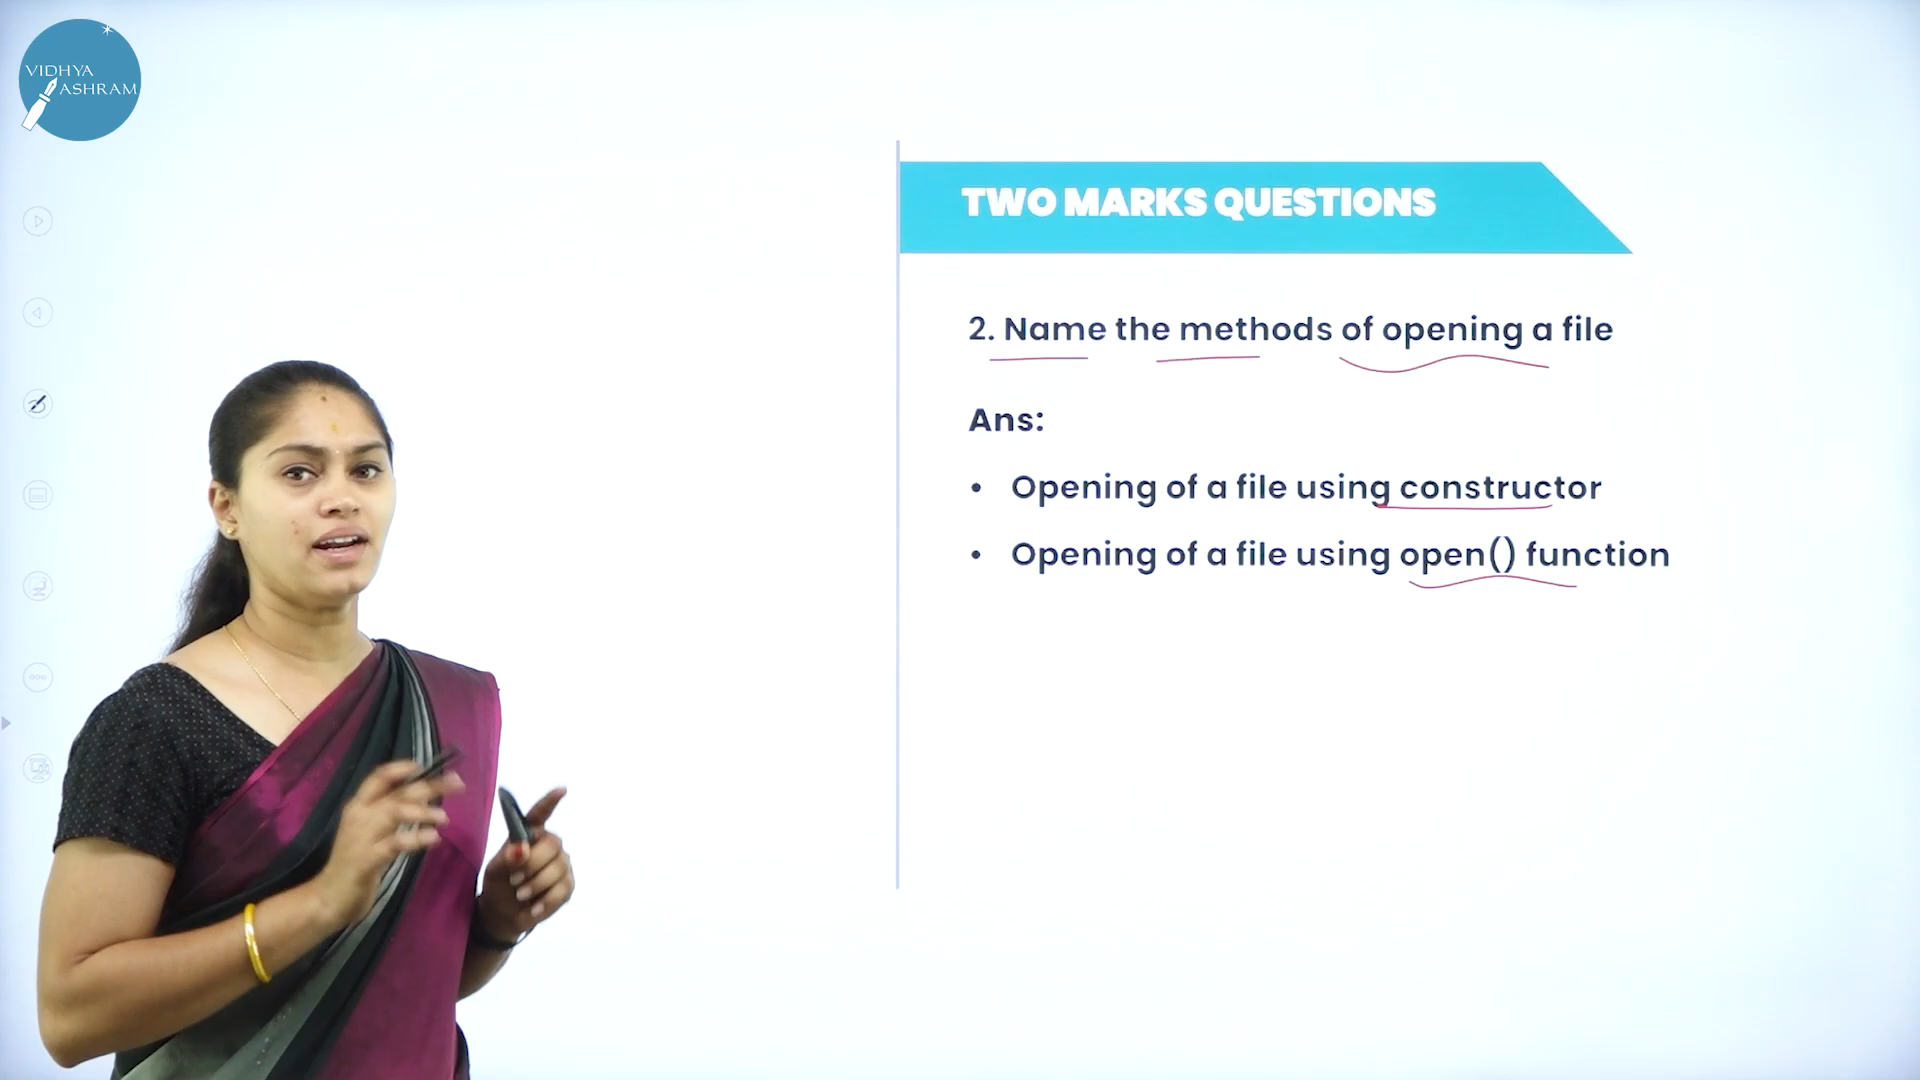 VIDHYA
ASHRAM
TWO MARKS QUESTIONS
2. Name the methods of opening a file
Ans:
• Opening of a file using constructor
• Opening of a file using open() function